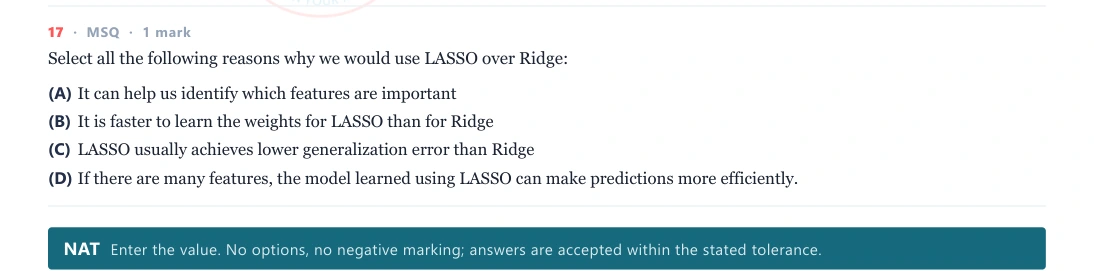 17 · MSQ · 1 mark
Select all the following reasons why we would use LASSO over Ridge:
(A) It can help us identify which features are important
(B) It is faster to learn the weights for LASSO than for Ridge
(C) LASSO usually achieves lower generalization error than Ridge
(D) If there are many features, the model learned using LASSO can make predictions more efficiently.
NAT Enter the value. No options, no negative marking; answers are accepted within the stated tolerance.